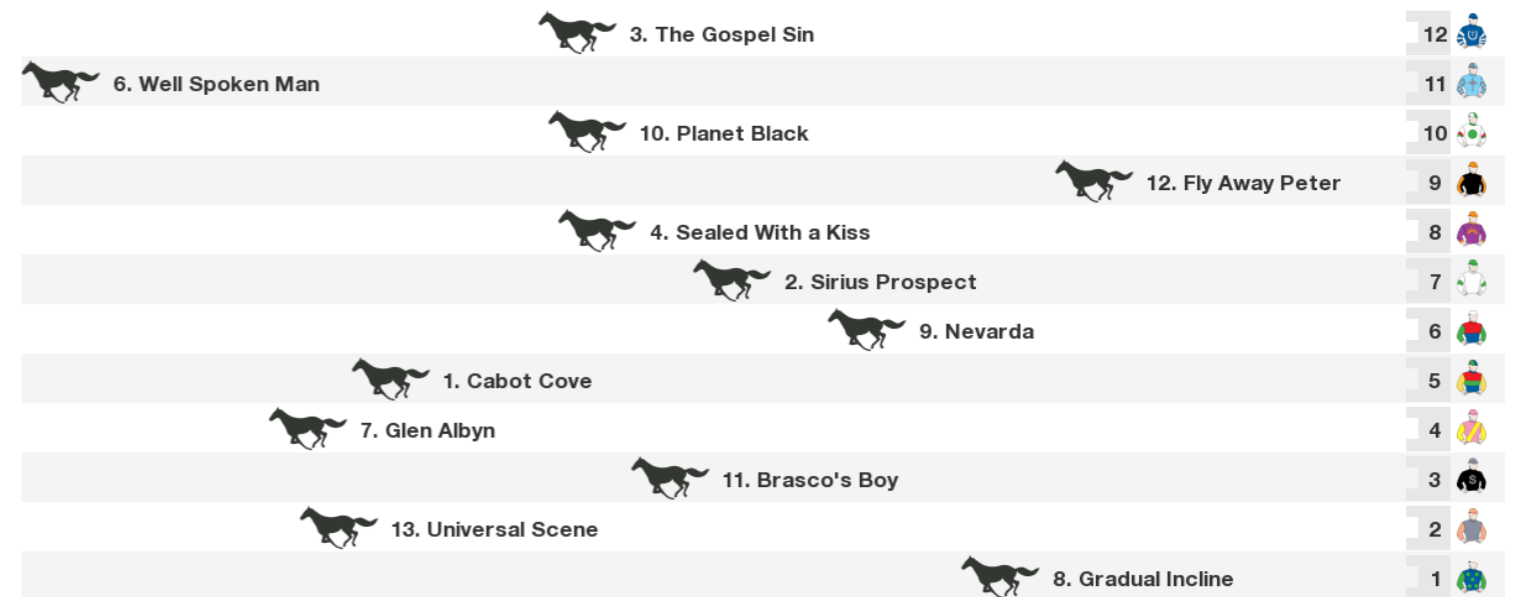 3. The Gospel Sin 12
6. Well Spoken Man 11
10. Planet Black 10
12. Fly Away Peter 9
4. Sealed With a Kiss 8
2. Sirius Prospect 7
9. Nevarda 6
1. Cabot Cove 5
7. Glen Albyn 4
11. Brasco's Boy 3
13. Universal Scene 2
8. Gradual Incline 1